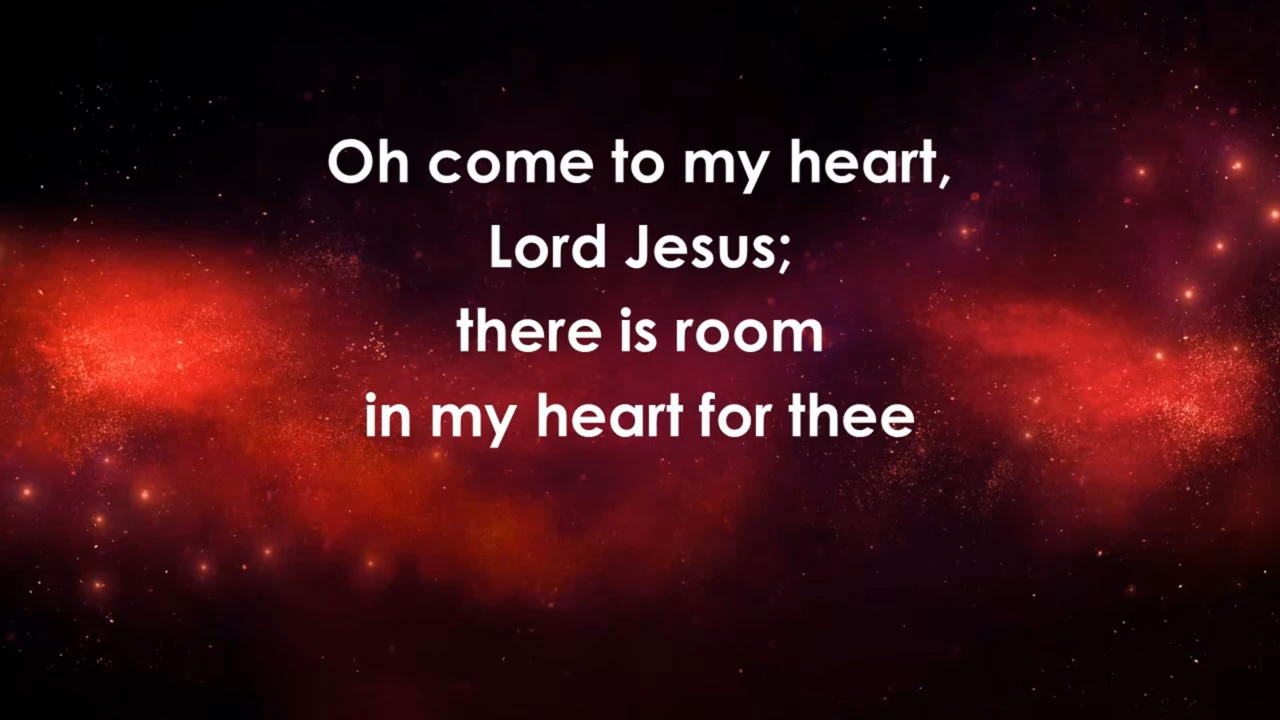 Oh come to my heart,
Lord Jesus;
there is room
in my heart for thee